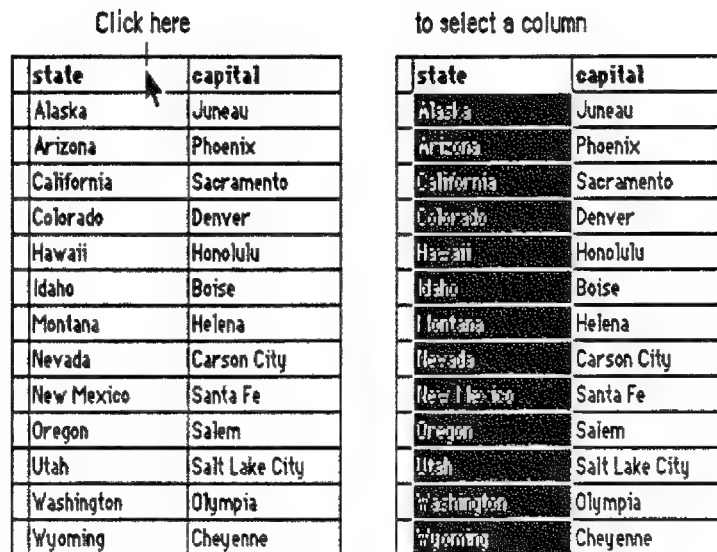 Click here
to select a column
state capital
Alaska Juneau
Arizona Phoenix
California Sacramento
Colorado Denver
Hawaii Honolulu
Idaho Boise
Montana Helena
Nevada Carson City
New Mexico Santa Fe
Oregon Salem
Utah Salt Lake City
Washington Olympia
Wyoming Cheyenne
state capital
Alaska Juneau
Arizona Phoenix
California Sacramento
Colorado Denver
Hawaii Honolulu
Idaho Boise
Montana Helena
Nevada Carson City
New Mexico Santa Fe
Oregon Salem
Utah Salt Lake City
Washington Olympia
Wyoming Cheyenne